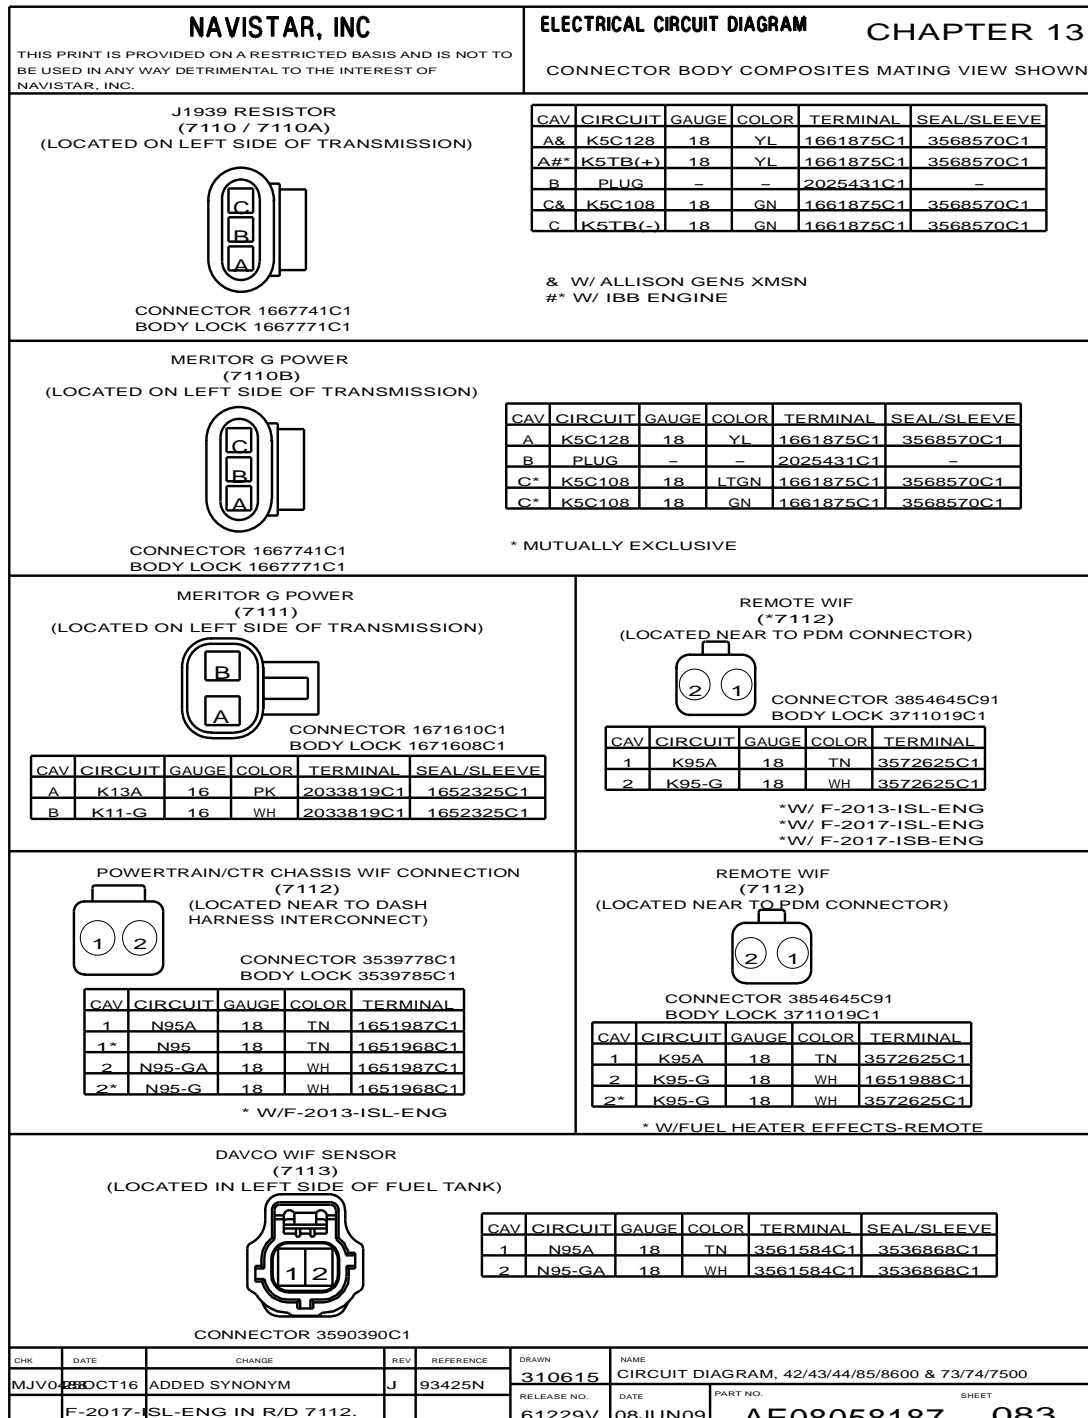 NAVISTAR, INC
THIS PRINT IS PROVIDED ON A RESTRICTED BASIS AND IS NOT TO
BE USED IN ANY WAY DETRIMENTAL TO THE INTEREST OF
NAVISTAR, INC.
ELECTRICAL CIRCUIT DIAGRAM
CHAPTER 13
CONNECTOR BODY COMPOSITES MATING VIEW SHOWN
J1939 RESISTOR
(7110 / 7110A)
(LOCATED ON LEFT SIDE OF TRANSMISSION)
C
B
A
CONNECTOR 1667741C1
BODY LOCK 1667771C1
CAV CIRCUIT GAUGE COLOR TERMINAL SEAL/SLEEVE
A& K5C128 18 YL 1661875C1 3568570C1
A#* K5TB(+) 18 YL 1661875C1 3568570C1
B PLUG – – 2025431C1 –
C& K5C108 18 GN 1661875C1 3568570C1
C K5TB(-) 18 GN 1661875C1 3568570C1
& W/ ALLISON GEN5 XMSN
#* W/ IBB ENGINE
MERITOR G POWER
(7110B)
(LOCATED ON LEFT SIDE OF TRANSMISSION)
C
B
A
CONNECTOR 1667741C1
BODY LOCK 1667771C1
CAV CIRCUIT GAUGE COLOR TERMINAL SEAL/SLEEVE
A K5C128 18 YL 1661875C1 3568570C1
B PLUG – – 2025431C1 –
C* K5C108 18 LTGN 1661875C1 3568570C1
C* K5C108 18 GN 1661875C1 3568570C1
* MUTUALLY EXCLUSIVE
MERITOR G POWER
(7111)
(LOCATED ON LEFT SIDE OF TRANSMISSION)
B
A
CONNECTOR 1671610C1
BODY LOCK 1671608C1
CAV CIRCUIT GAUGE COLOR TERMINAL SEAL/SLEEVE
A K13A 16 PK 2033819C1 1652325C1
B K11-G 16 WH 2033819C1 1652325C1
REMOTE WIF
(*7112)
(LOCATED NEAR TO PDM CONNECTOR)
2 1
CONNECTOR 3854645C91
BODY LOCK 3711019C1
CAV CIRCUIT GAUGE COLOR TERMINAL
1 K95A 18 TN 3572625C1
2 K95-G 18 WH 3572625C1
*W/ F-2013-ISL-ENG
*W/ F-2017-ISL-ENG
*W/ F-2017-ISB-ENG
POWERTRAIN/CTR CHASSIS WIF CONNECTION
(7112)
(LOCATED NEAR TO DASH
HARNESS INTERCONNECT)
1 2
CONNECTOR 3539778C1
BODY LOCK 3539785C1
CAV CIRCUIT GAUGE COLOR TERMINAL
1 N95A 18 TN 1651987C1
1* N95 18 TN 1651968C1
2 N95-GA 18 WH 1651987C1
2* N95-G 18 WH 1651968C1
* W/F-2013-ISL-ENG
REMOTE WIF
(7112)
(LOCATED NEAR TO PDM CONNECTOR)
2 1
CONNECTOR 3854645C91
BODY LOCK 3711019C1
CAV CIRCUIT GAUGE COLOR TERMINAL
1 K95A 18 TN 3572625C1
2 K95-G 18 WH 1651988C1
2* K95-G 18 WH 3572625C1
* W/FUEL HEATER EFFECTS-REMOTE
DAVCO WIF SENSOR
(7113)
(LOCATED IN LEFT SIDE OF FUEL TANK)
1 2
CONNECTOR 3590390C1
CAV CIRCUIT GAUGE COLOR TERMINAL SEAL/SLEEVE
1 N95A 18 TN 3561584C1 3536868C1
2 N95-GA 18 WH 3561584C1 3536868C1
CHK DATE CHANGE REV REFERENCE
ADDED SYNONYM J 93425N
F-2017-ISL-ENG IN R/D 7112.
DRAWN
310615
NAME
CIRCUIT DIAGRAM, 42/43/44/85/8600 & 73/74/7500
RELEASE NO.
61229V
DATE
08JUN09
PART NO.
AE08058187
SHEET
083